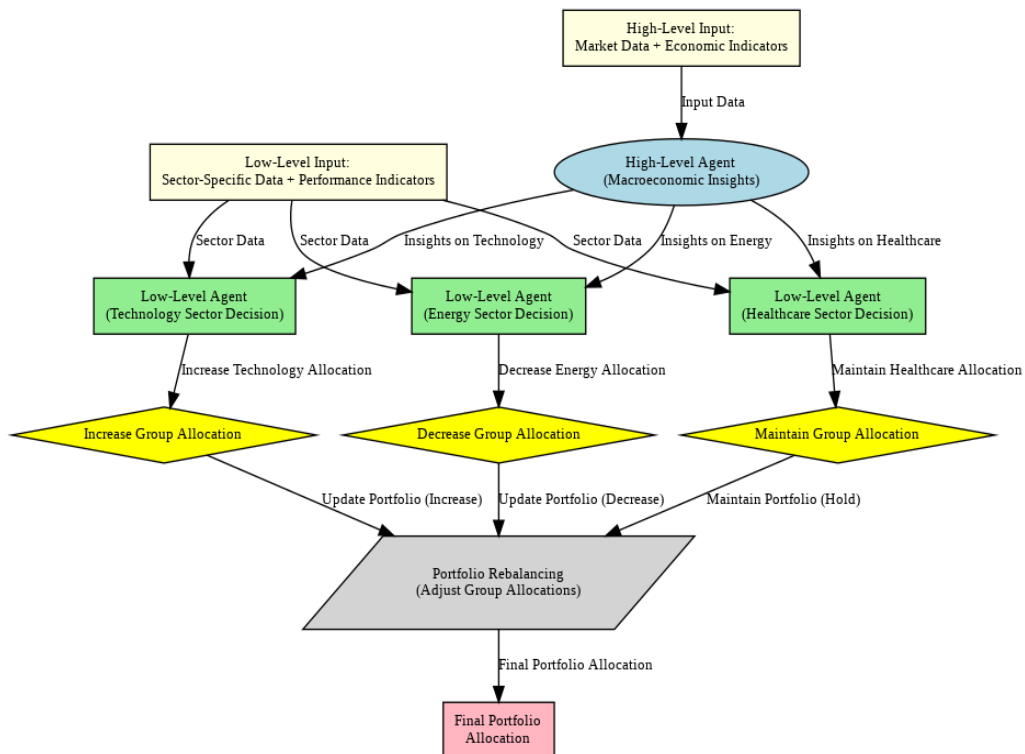 High-Level Input:
Market Data + Economic Indicators
Input Data
Low-Level Input:
Sector-Specific Data + Performance Indicators
High-Level Agent
(Macroeconomic Insights)
Sector Data
Sector Data
Insights on Technology
Sector Data
Insights on Energy
Insights on Healthcare
Low-Level Agent
(Technology Sector Decision)
Low-Level Agent
(Energy Sector Decision)
Low-Level Agent
(Healthcare Sector Decision)
Increase Technology Allocation
Decrease Energy Allocation
Maintain Healthcare Allocation
Increase Group Allocation
Decrease Group Allocation
Maintain Group Allocation
Update Portfolio (Increase)
Update Portfolio (Decrease)
Maintain Portfolio (Hold)
Portfolio Rebalancing
(Adjust Group Allocations)
Final Portfolio Allocation
Final Portfolio
Allocation